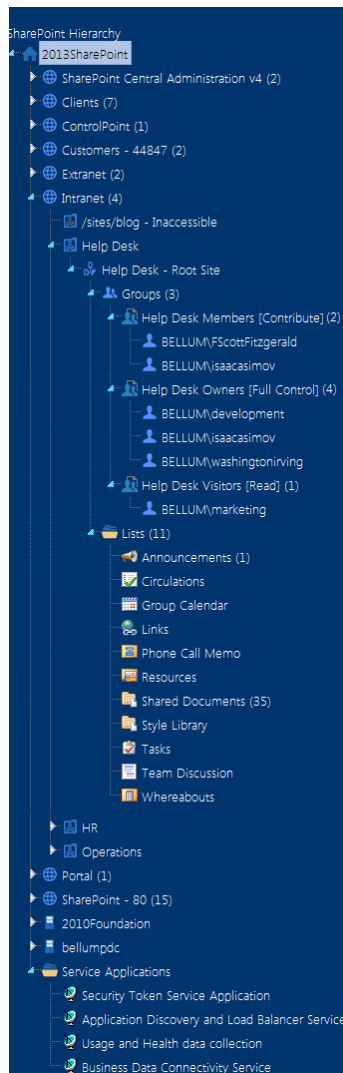 SharePoint Hierarchy
2013SharePoint
SharePoint Central Administration v4 (2)
Clients (7)
ControlPoint (1)
Customers - 44847 (2)
Extranet (2)
Intranet (4)
/sites/blog - Inaccessible
Help Desk
Help Desk - Root Site
Groups (3)
Help Desk Members [Contribute] (2)
BELLUM\FScottFitzgerald
BELLUM\isaacasimov
Help Desk Owners [Full Control] (4)
BELLUM\development
BELLUM\isaacasimov
BELLUM\washingtonirving
Help Desk Visitors [Read] (1)
BELLUM\marketing
Lists (11)
Announcements (1)
Circulations
Group Calendar
Links
Phone Call Memo
Resources
Shared Documents (35)
Style Library
Tasks
Team Discussion
Whereabouts
HR
Operations
Portal (1)
SharePoint - 80 (15)
2010Foundation
bellumpdc
Service Applications
Security Token Service Application
Application Discovery and Load Balancer Service
Usage and Health data collection
Business Data Connectivity Service